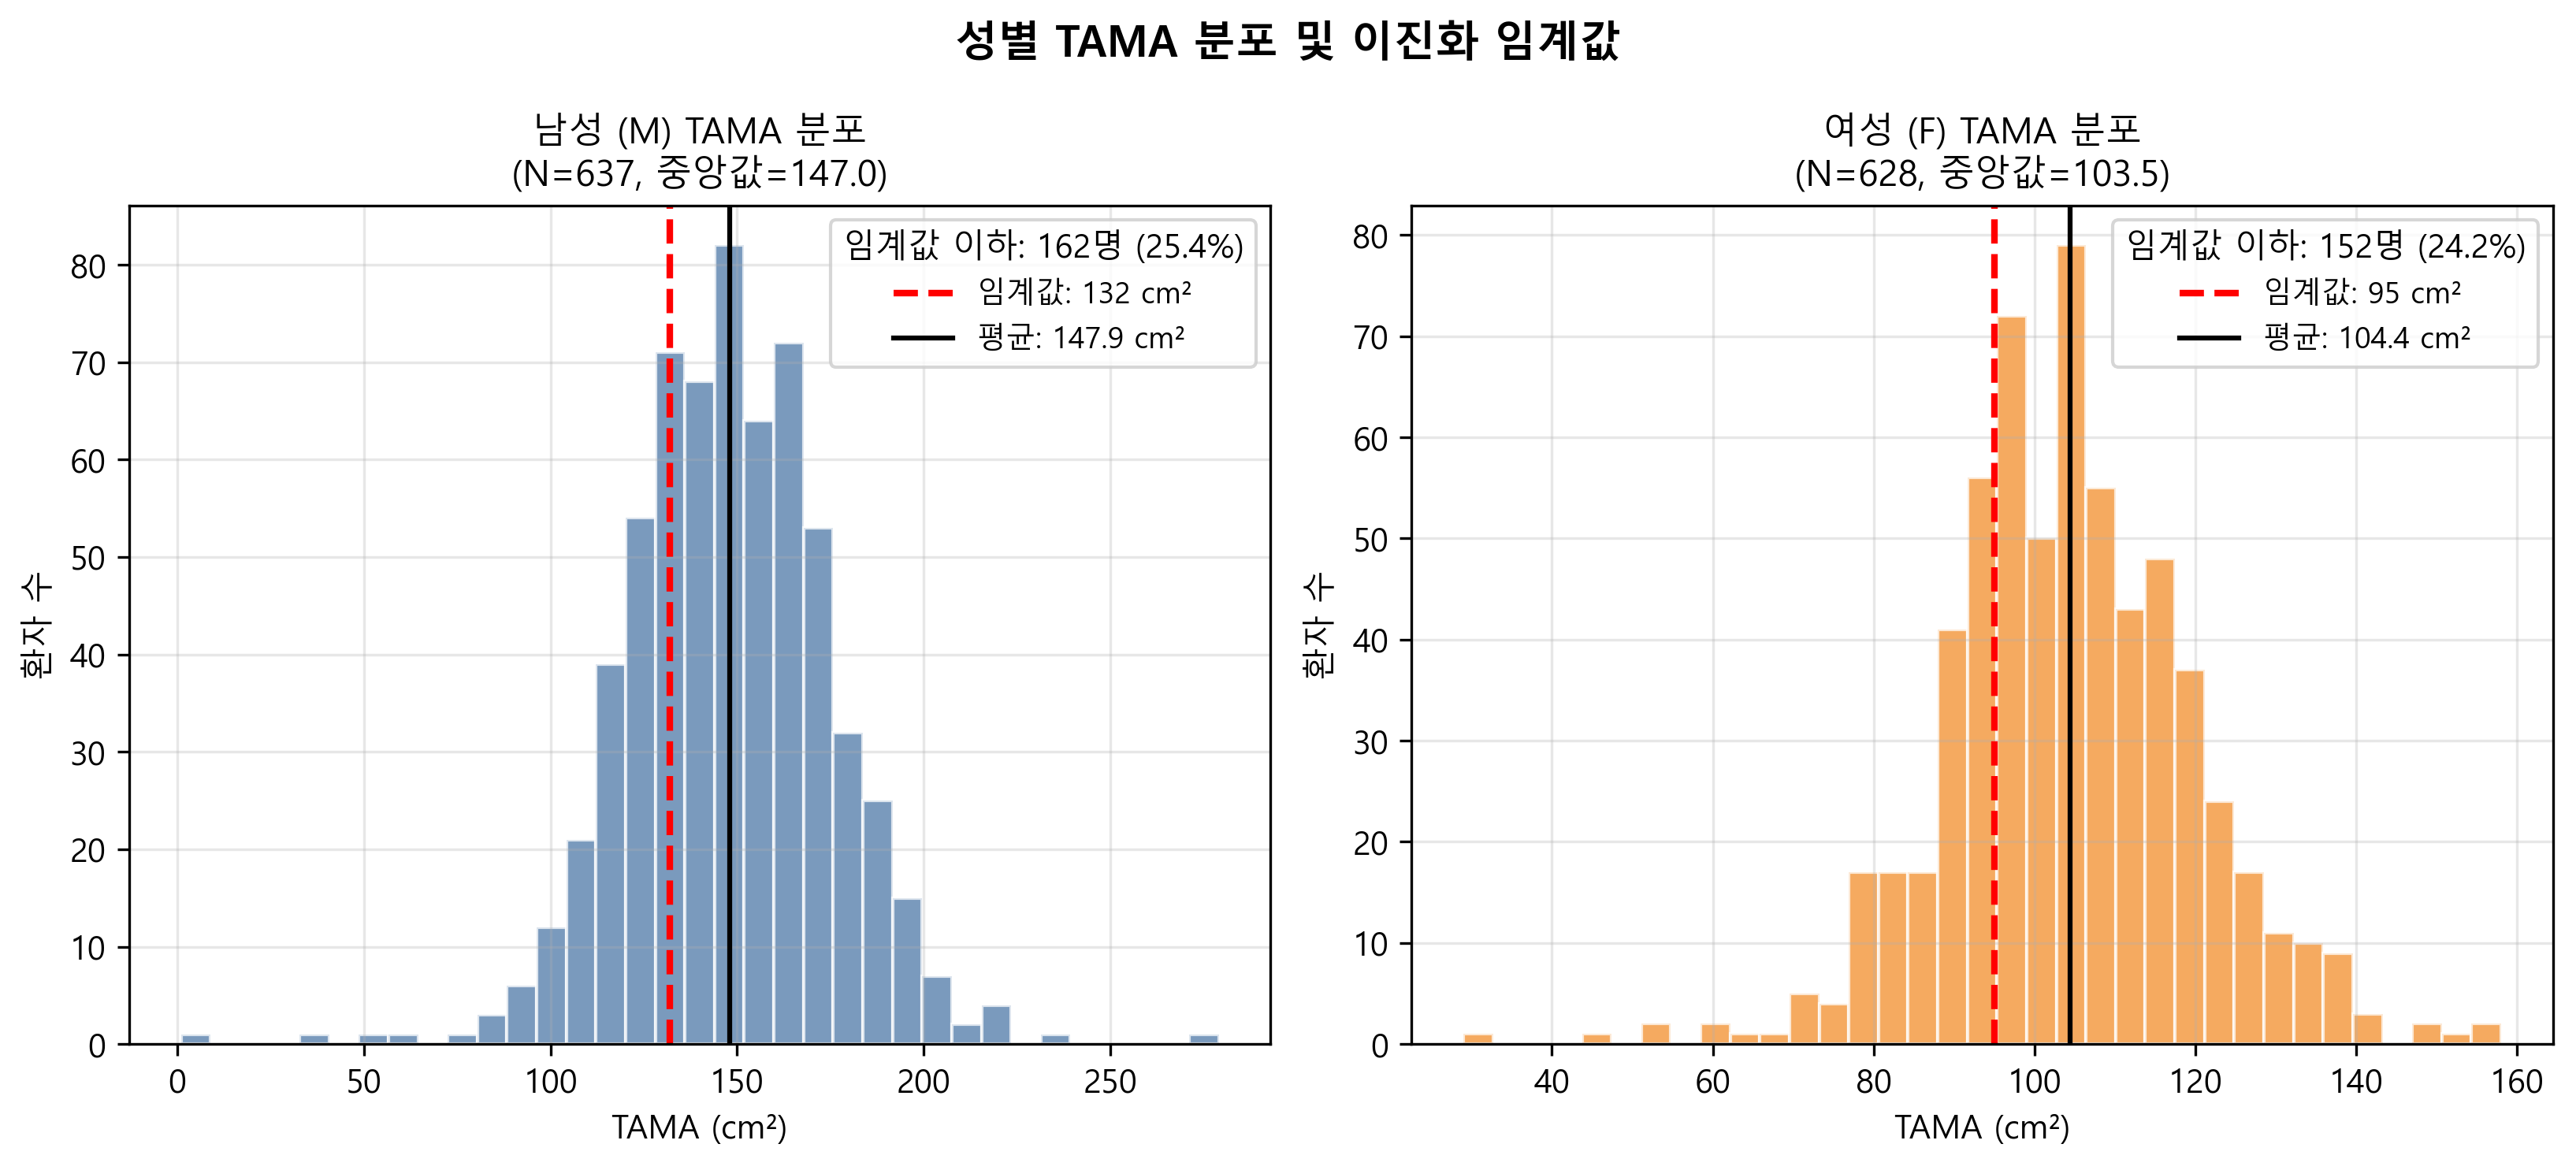 성별 TAMA 분포 및 이진화 임계값
남성 (M) TAMA 분포
(N=637, 중앙값=147.0)
임계값 이하: 162명 (25.4%)
임계값: 132 cm²
평균: 147.9 cm²
환자 수
80
70
60
50
40
30
20
10
0
0 50 100 150 200 250
TAMA (cm²)
여성 (F) TAMA 분포
(N=628, 중앙값=103.5)
임계값 이하: 152명 (24.2%)
임계값: 95 cm²
평균: 104.4 cm²
환자 수
80
70
60
50
40
30
20
10
0
40 60 80 100 120 140 160
TAMA (cm²)